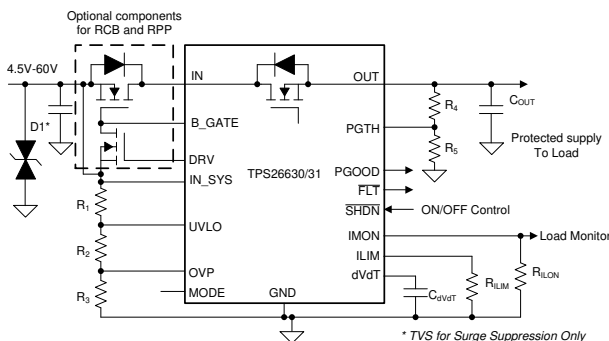 Optional components
for RCB and RPP
4.5V-60V
IN
OUT
D1*
R4
COUT
B_GATE
PGTH
Protected supply
To Load
R5
DRV
PGOOD
IN_SYS
TPS26630/31
FLT
R1
SHDN
ON/OFF Control
UVLO
IMON
Load Monitor
R2
ILIM
OVP
dVdT
RILIM
RILON
R3
MODE
GND
CdVdT
* TVS for Surge Suppression Only